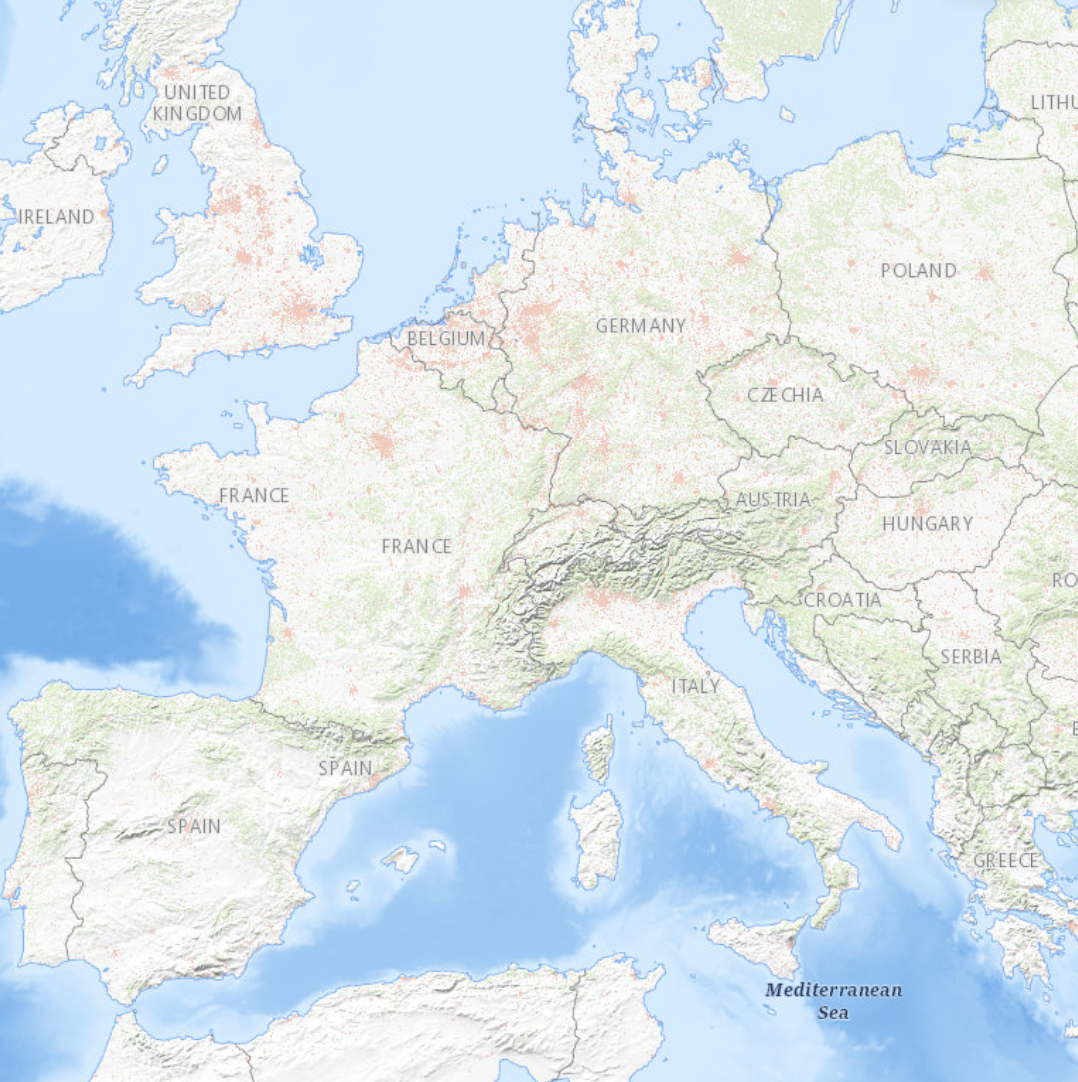 UNITED
KINGDOM
LITHU
IRELAND
POLAND
GERMANY
BELGIUM
CZECHIA
SLOVAKIA
FRANCE
AUSTRIA
HUNGARY
FRANCE
RO
CROATIA
SERBIA
ITALY
SPAIN
SPAIN
GREECE
Mediterranean
Sea